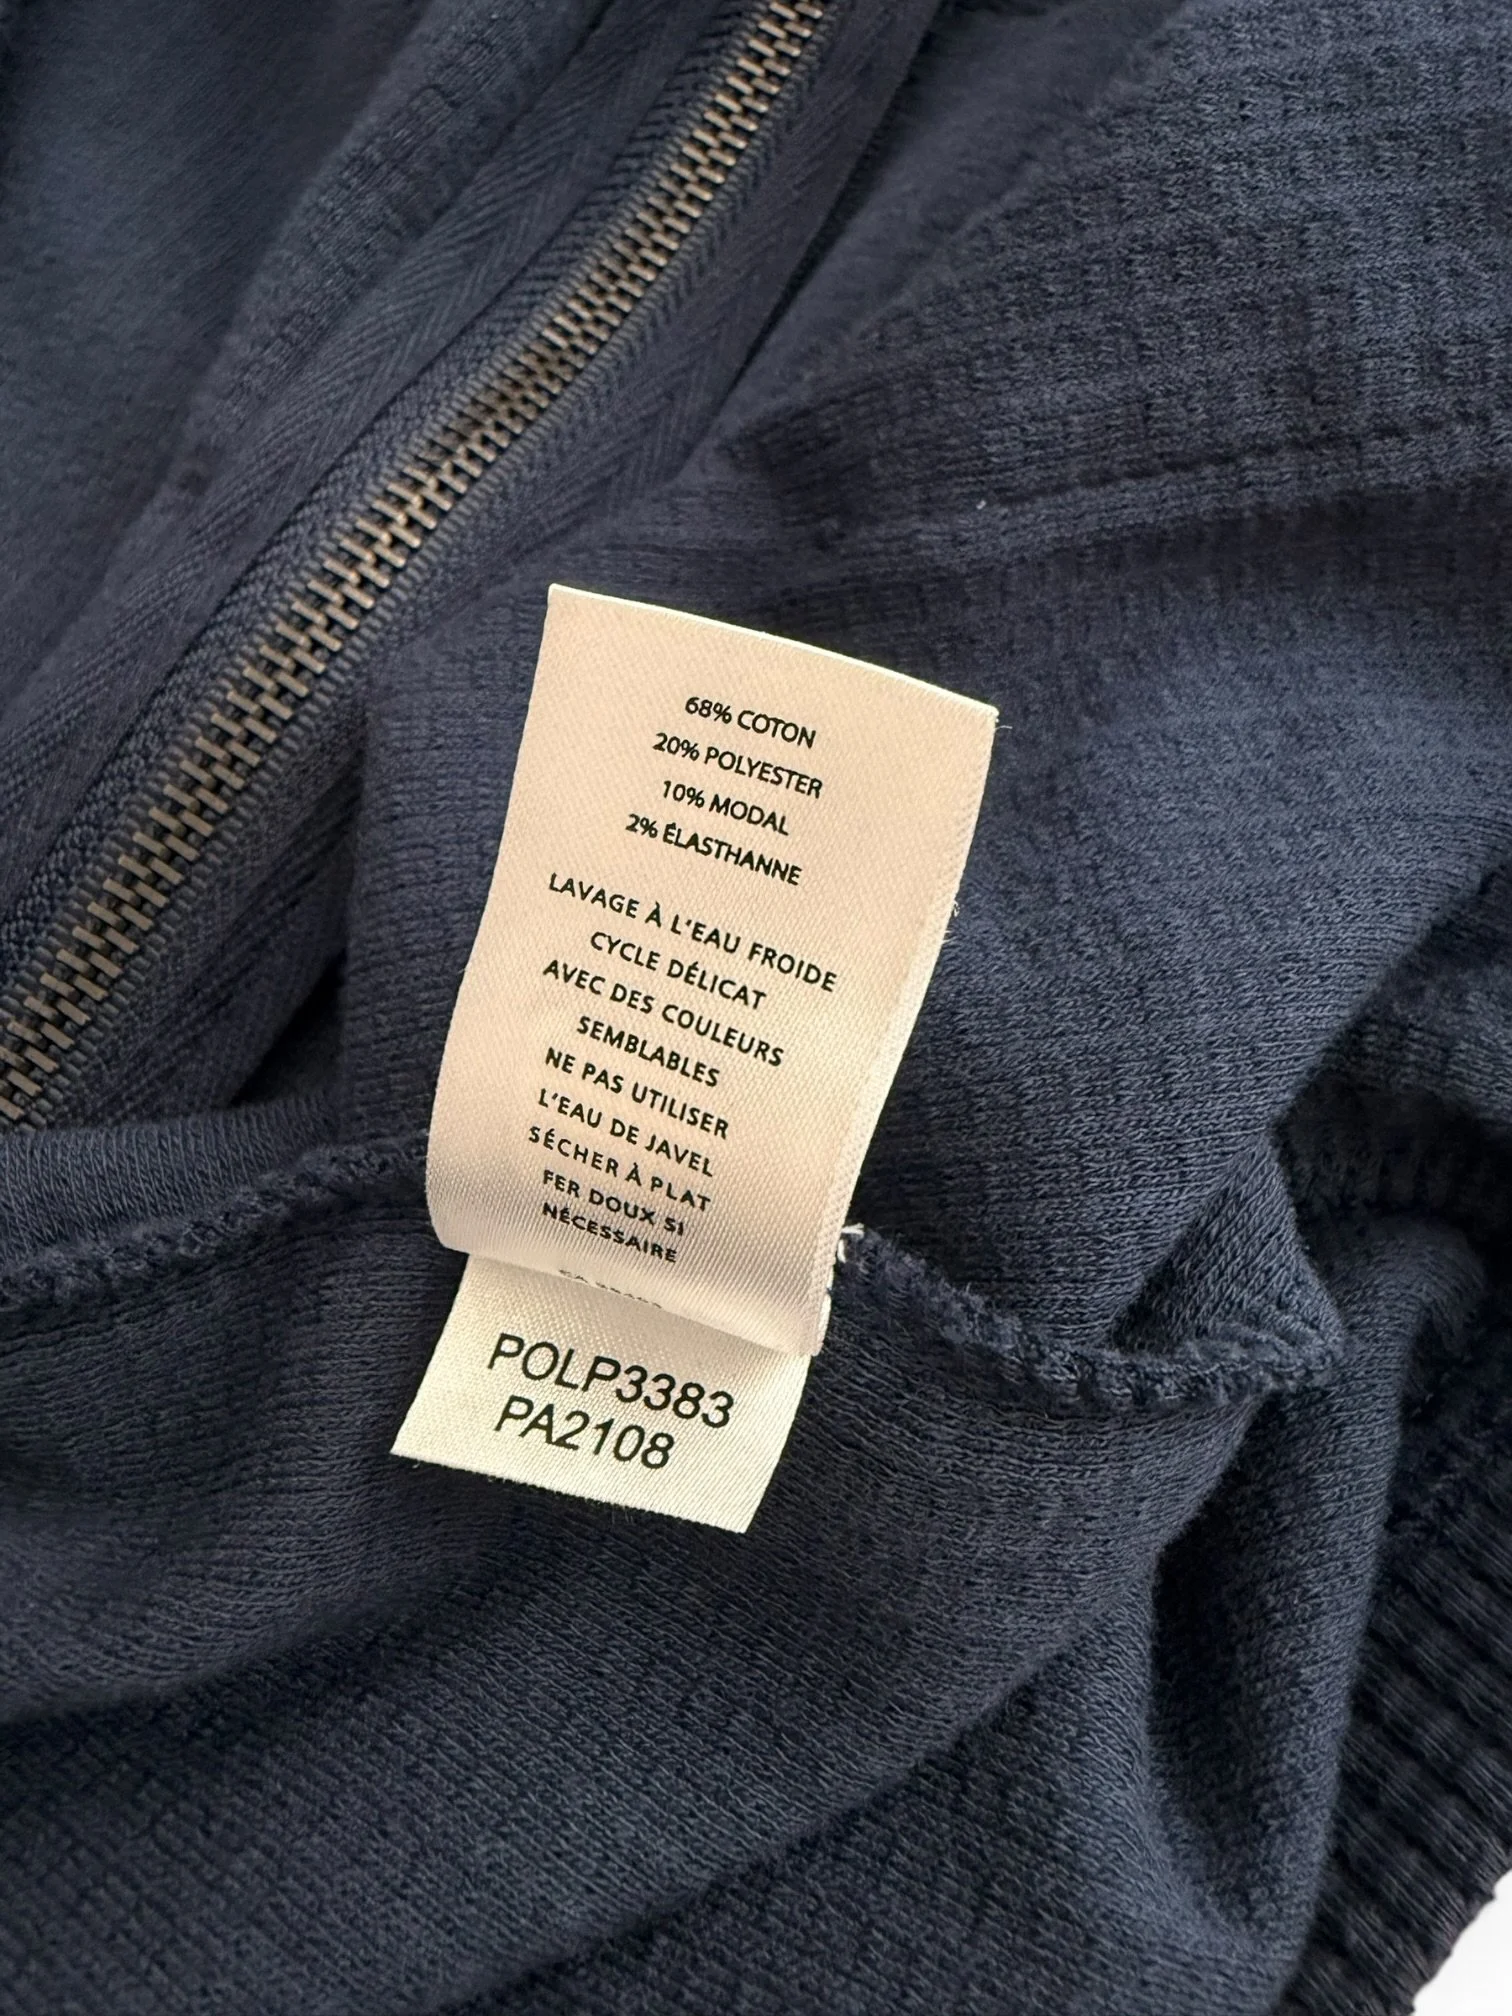 68% COTON
20% POLYESTER
10% MODAL
2% ÉLASTHANNE
LAVAGE À L'EAU FROIDE
CYCLE DÉLICAT
AVEC DES COULEURS
SEMBLABLES
NE PAS UTILISER
L'EAU DE JAVEL
SÉCHER À PLAT
FER DOUX SI
NÉCESSAIRE
POLP3383
PA2108